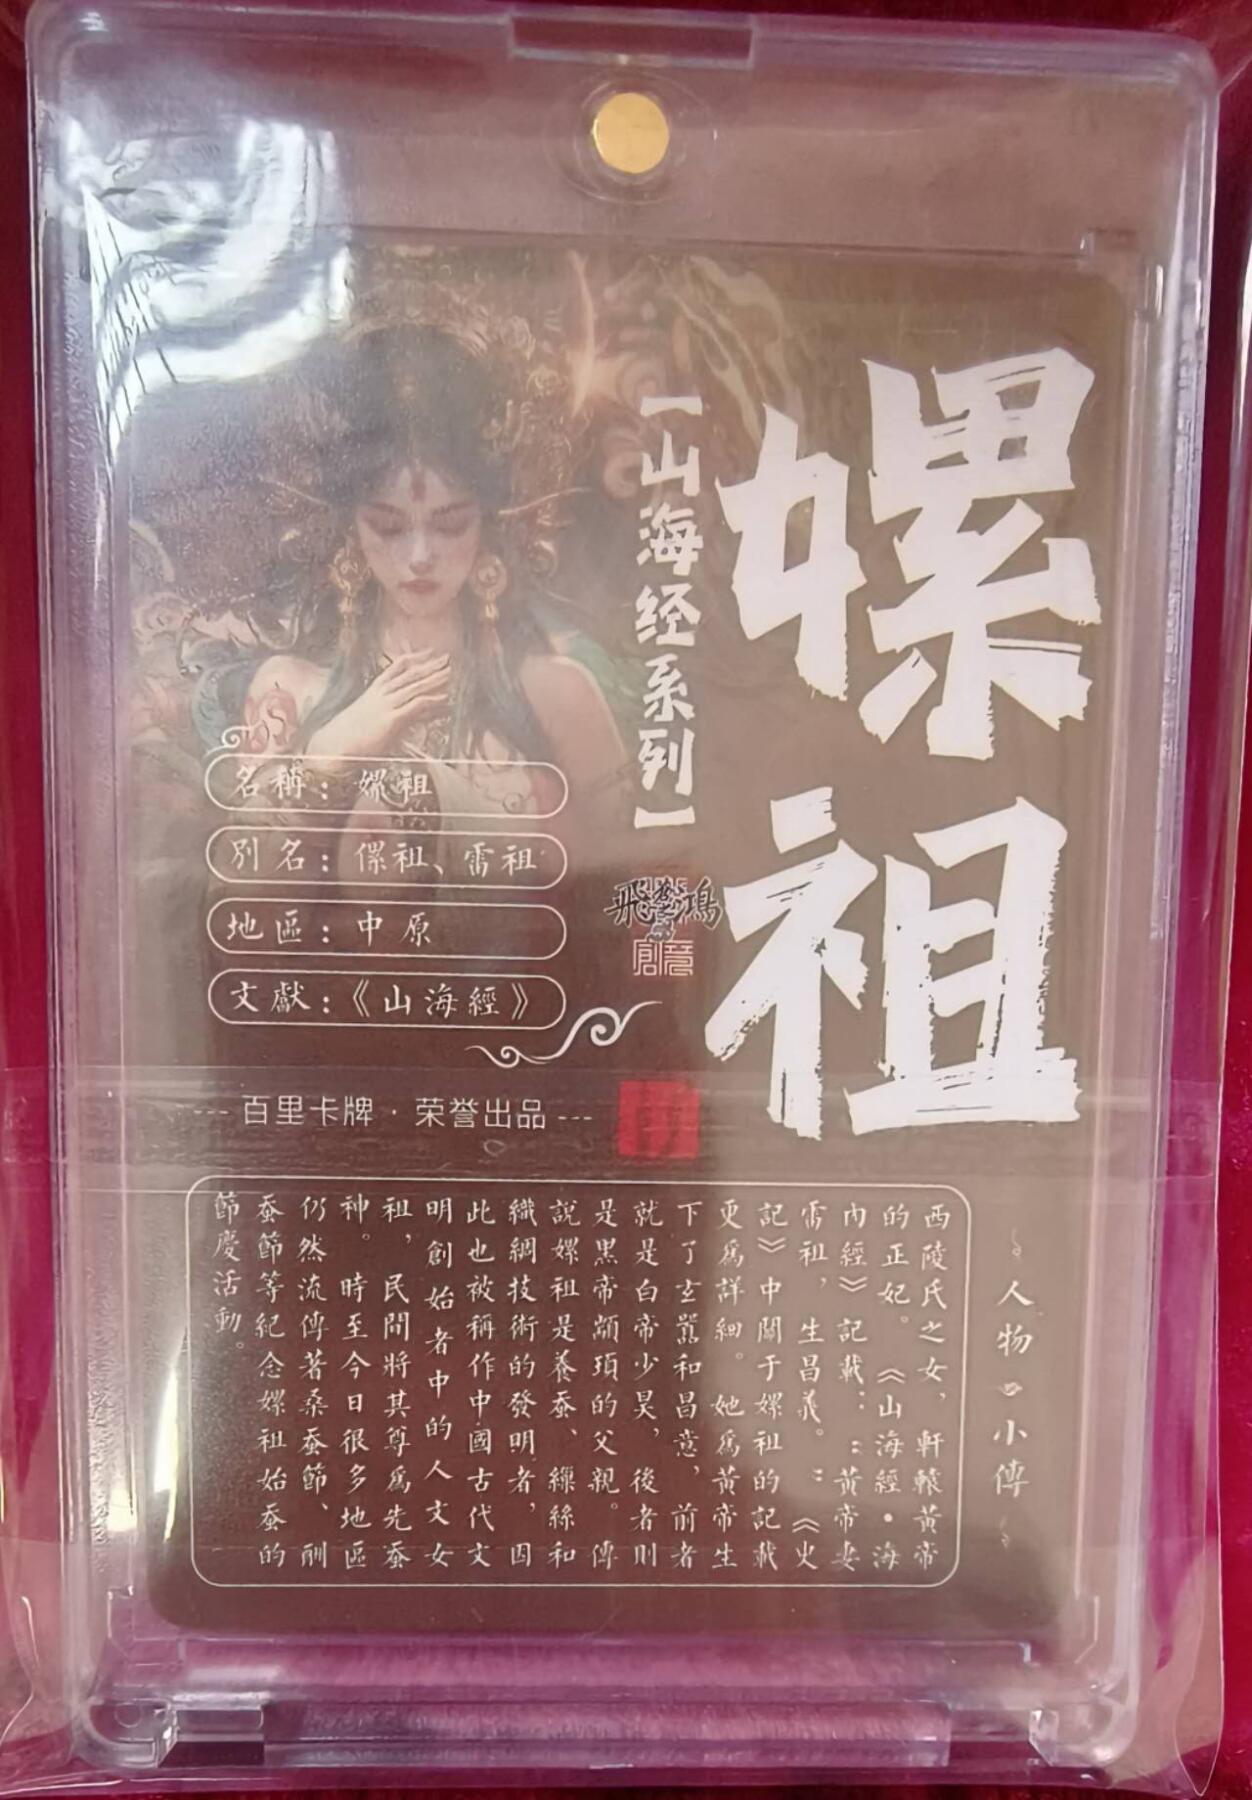 嫘祖
【山海经系列】
飛鴻
創意
名稱：嫘祖
別名：傫祖、雷祖
地區：中原
文獻：《山海經》
--- 百里卡牌 · 荣誉出品 ---
人物 小傳
西陵氏之女，軒轅黃帝
的正妃。《山海經·海
內經》記載：：黃帝妻
雷祖，生昌義。：《史
記》中關于嫘祖的記載
更為詳細。她為黃帝生
下了玄囂和昌意，前者
就是白帝少昊，後者則
是黑帝顓頊的父親。傳
說嫘祖是養蚕、繅絲和
織綢技術的發明者，因
此也被稱作中國古代文
明創始者中的人文女
祖，民間將其尊為先蚕
神。時至今日很多地區
仍然流傳著桑蚕節、酬
蚕節等紀念嫘祖始蚕的
節慶活動。